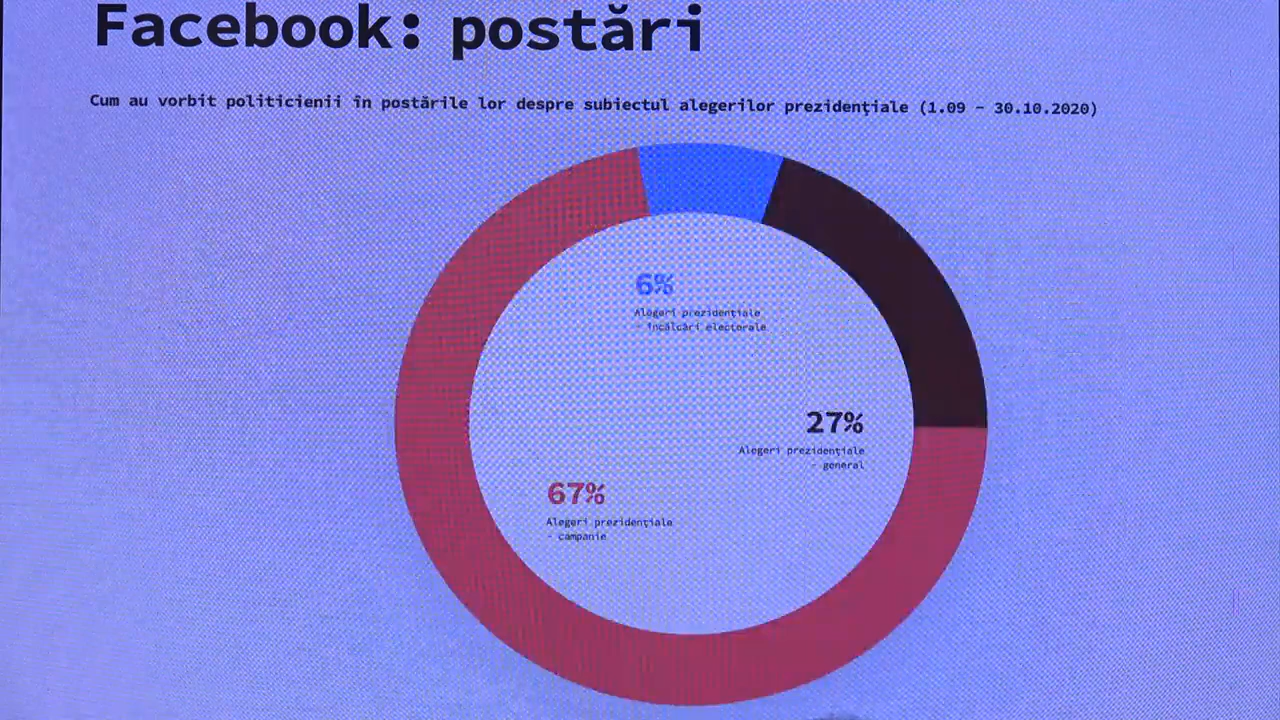 Facebook: postări
Cum au vorbit politicienii în postările lor despre subiectul alegerilor prezidențiale (1.09 - 30.10.2020)
6%
Alegeri prezidențiale
- încălcări electorale
27%
Alegeri prezidențiale
- general
67%
Alegeri prezidențiale
- campanie